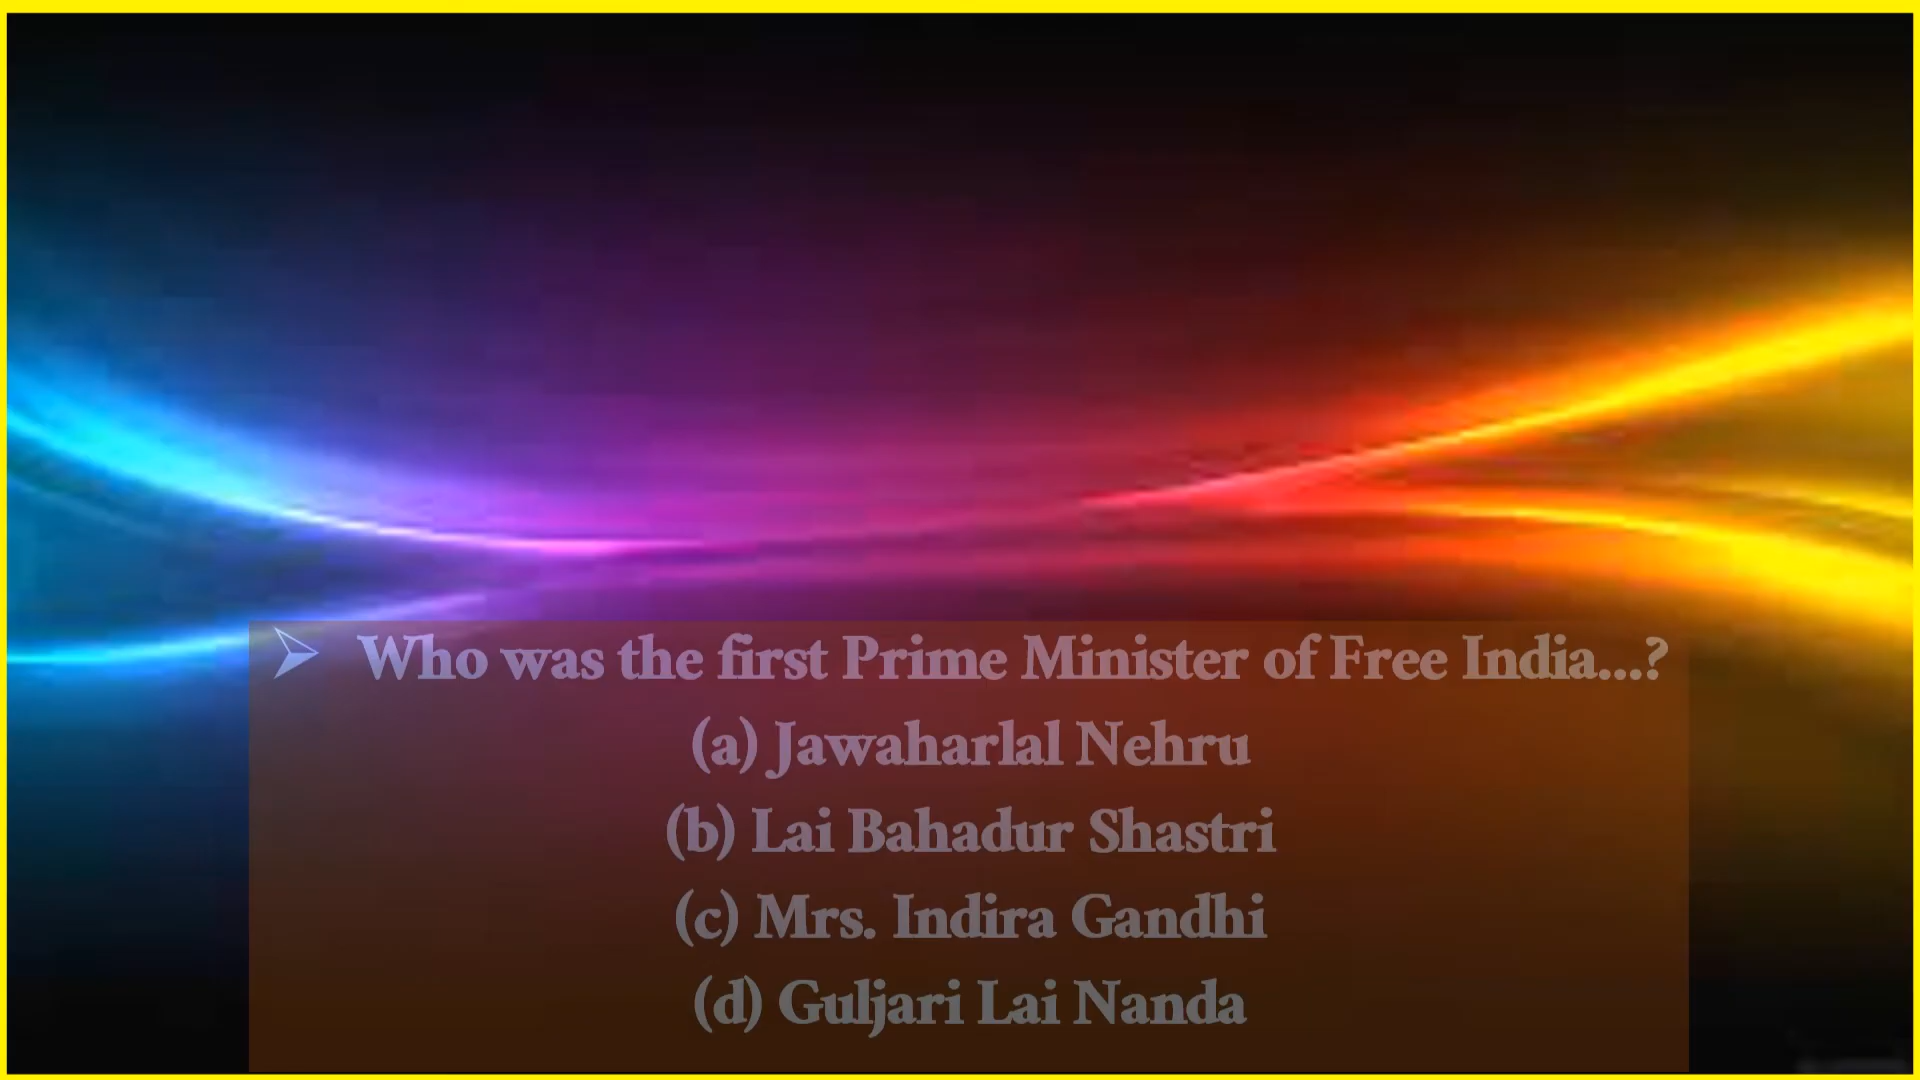 ➢ Who was the first Prime Minister of Free India...?
(a) Jawaharlal Nehru
(b) Lai Bahadur Shastri
(c) Mrs. Indira Gandhi
(d) Guljari Lai Nanda